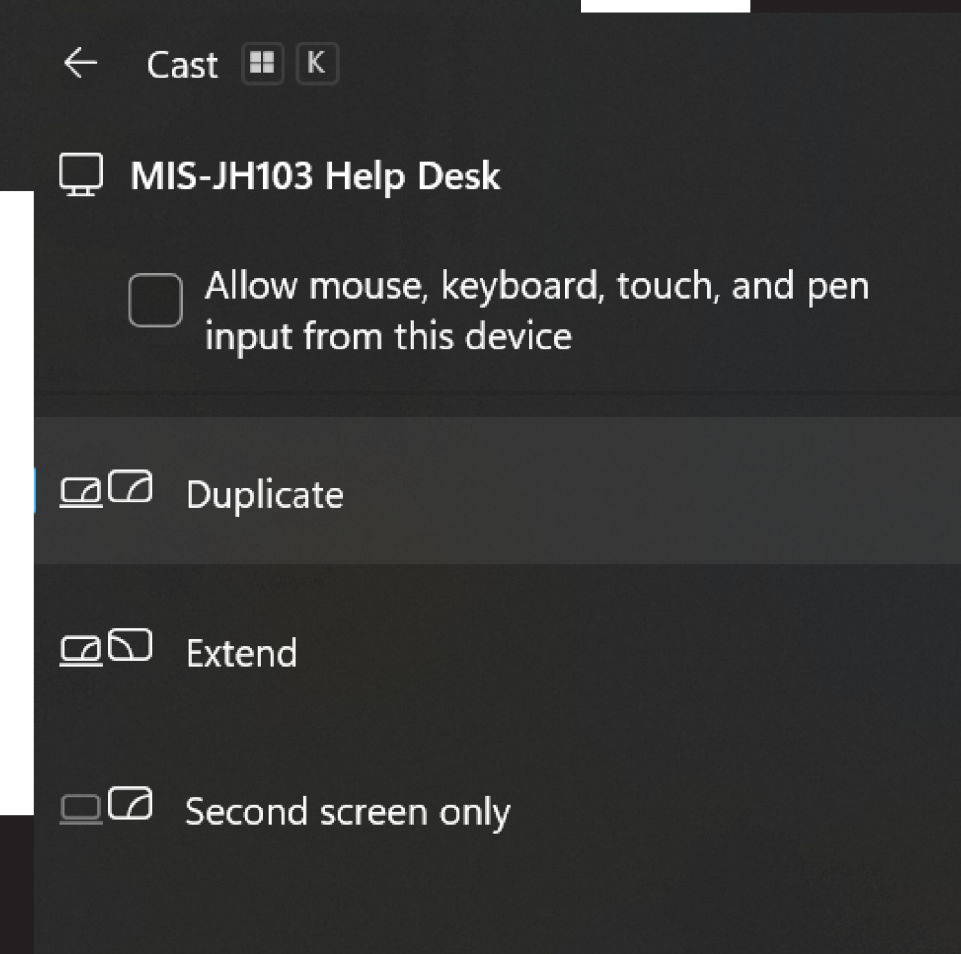 Cast K
MIS-JH103 Help Desk
Allow mouse, keyboard, touch, and pen
input from this device
Duplicate
Extend
Second screen only